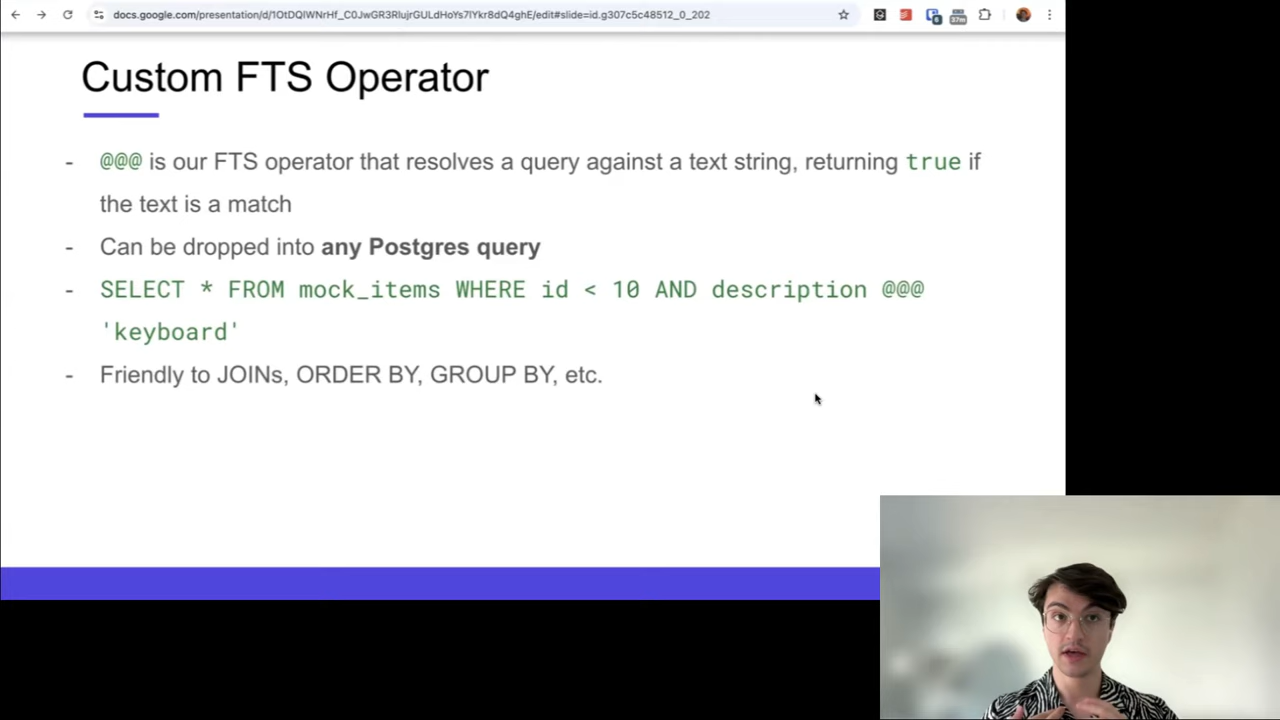 docs.google.com/presentation/d/1OtDQIWNrHf_C0JwGR3RlujrGULdHoYs7lYkr8dQ4ghE/edit#slide=id.g307c5c48512_0_202
37m
Custom FTS Operator
- @@@ is our FTS operator that resolves a query against a text string, returning true if
the text is a match
- Can be dropped into any Postgres query
- SELECT * FROM mock_items WHERE id < 10 AND description @@@
'keyboard'
- Friendly to JOINs, ORDER BY, GROUP BY, etc.